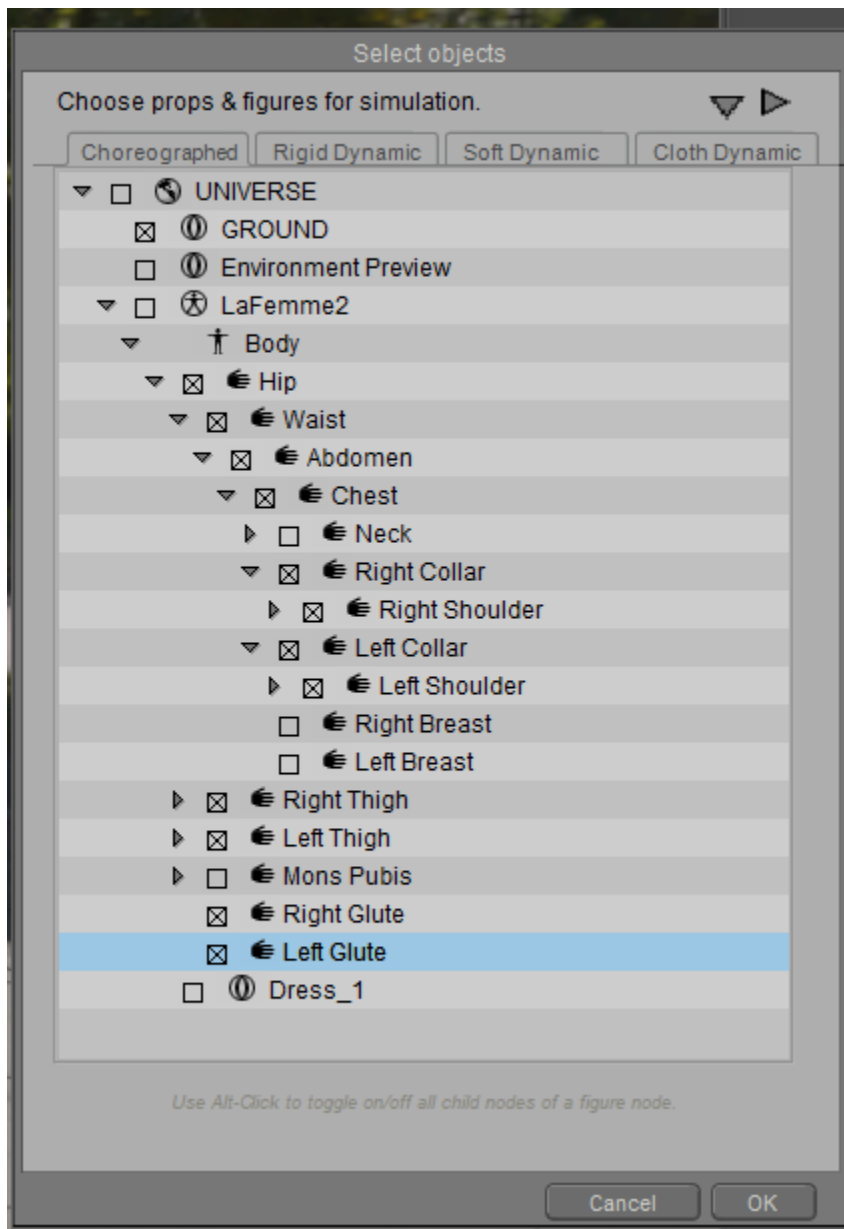 Select objects
Choose props & figures for simulation.
Choreographed Rigid Dynamic Soft Dynamic Cloth Dynamic
UNIVERSE
GROUND
Environment Preview
LaFemme2
Body
Hip
Waist
Abdomen
Chest
Neck
Right Collar
Right Shoulder
Left Collar
Left Shoulder
Right Breast
Left Breast
Right Thigh
Left Thigh
Mons Pubis
Right Glute
Left Glute
Dress_1
Use Alt-Click to toggle on/off all child nodes of a figure node.
Cancel OK